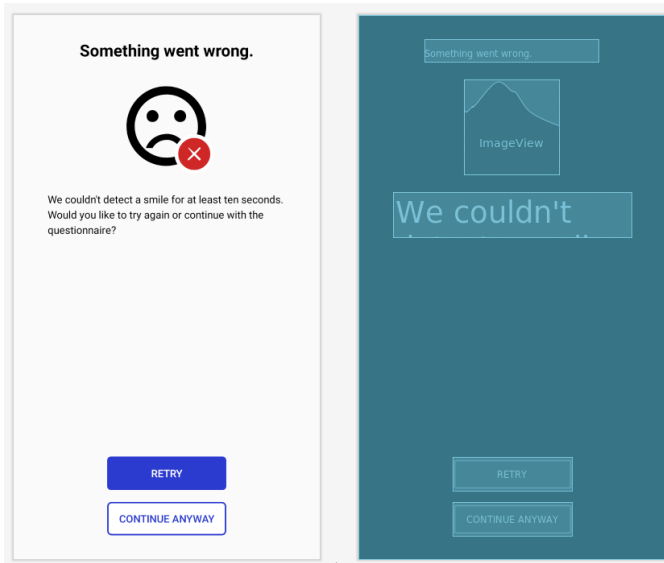 Something went wrong.
We couldn't detect a smile for at least ten seconds.
Would you like to try again or continue with the
questionnaire?
RETRY
CONTINUE ANYWAY
Something went wrong.
ImageView
We couldn't
RETRY
CONTINUE ANYWAY